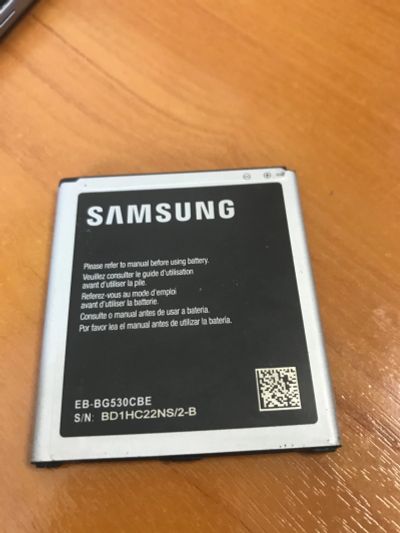 SAMSUNG
Please refer to manual before using battery.
Veuillez consulter le guide d'utilisation
avant d'utiliser la pile.
Referez-vous au mode d'emploi
avant d'utiliser la batterie.
Consulte o manual antes de usar a bateria.
Por favor lea el manual antes de utilizar la batería.
EB-BG530CBE
S/N: BD1HC22NS/2-B